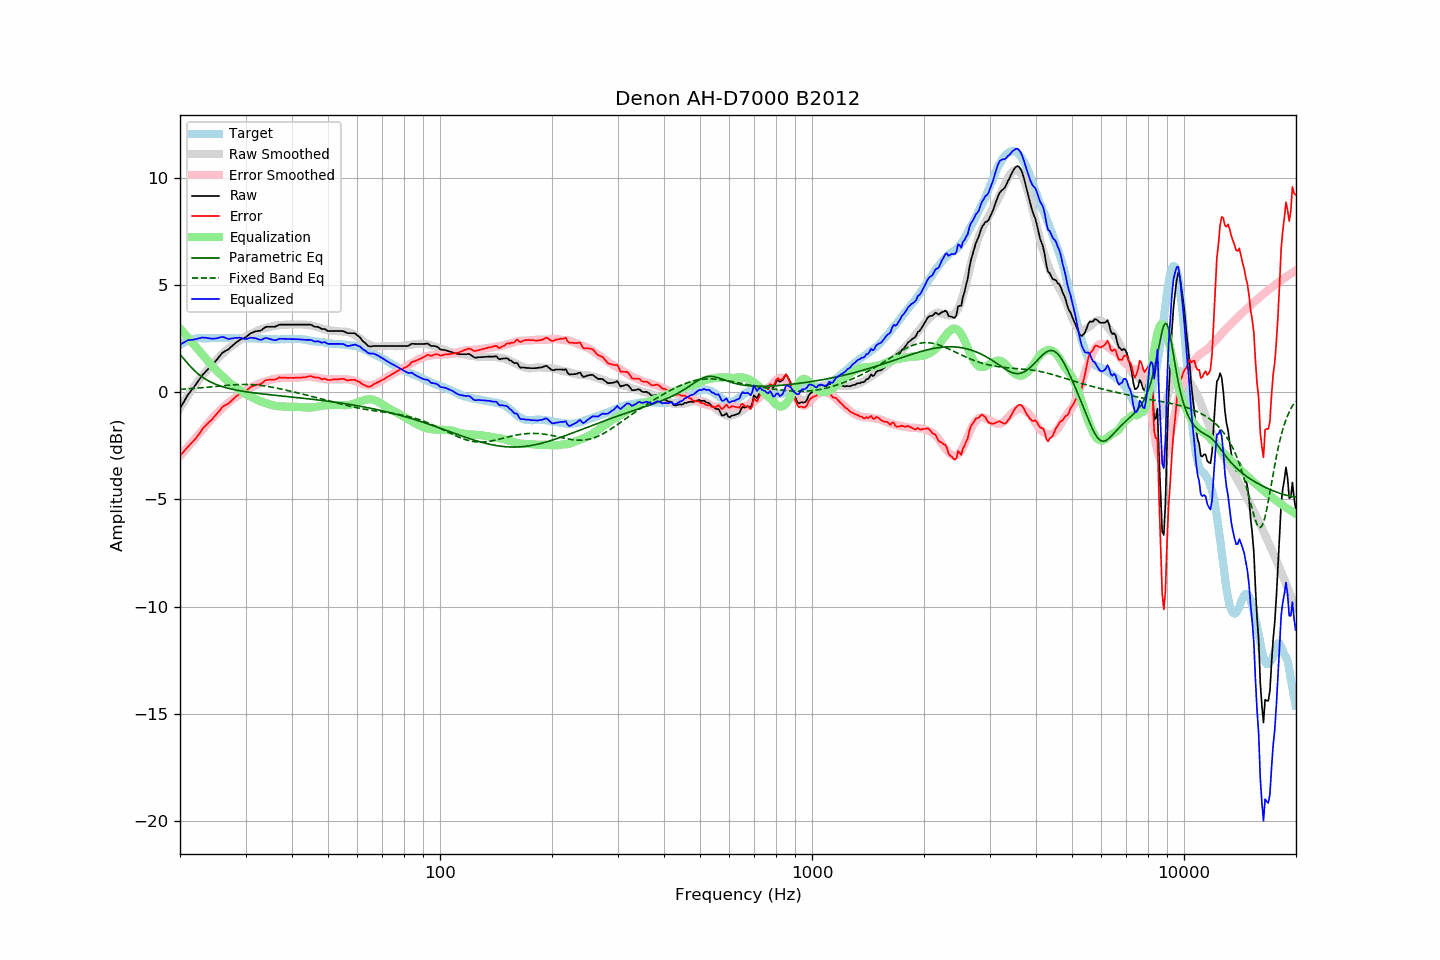 Denon AH-D7000 B2012
Target
Raw Smoothed
Error Smoothed
Raw
Error
Equalization
Parametric Eq
Fixed Band Eq
Equalized
10
5
0
−5
−10
−15
−20
Amplitude (dBr)
100
1000
10000
Frequency (Hz)